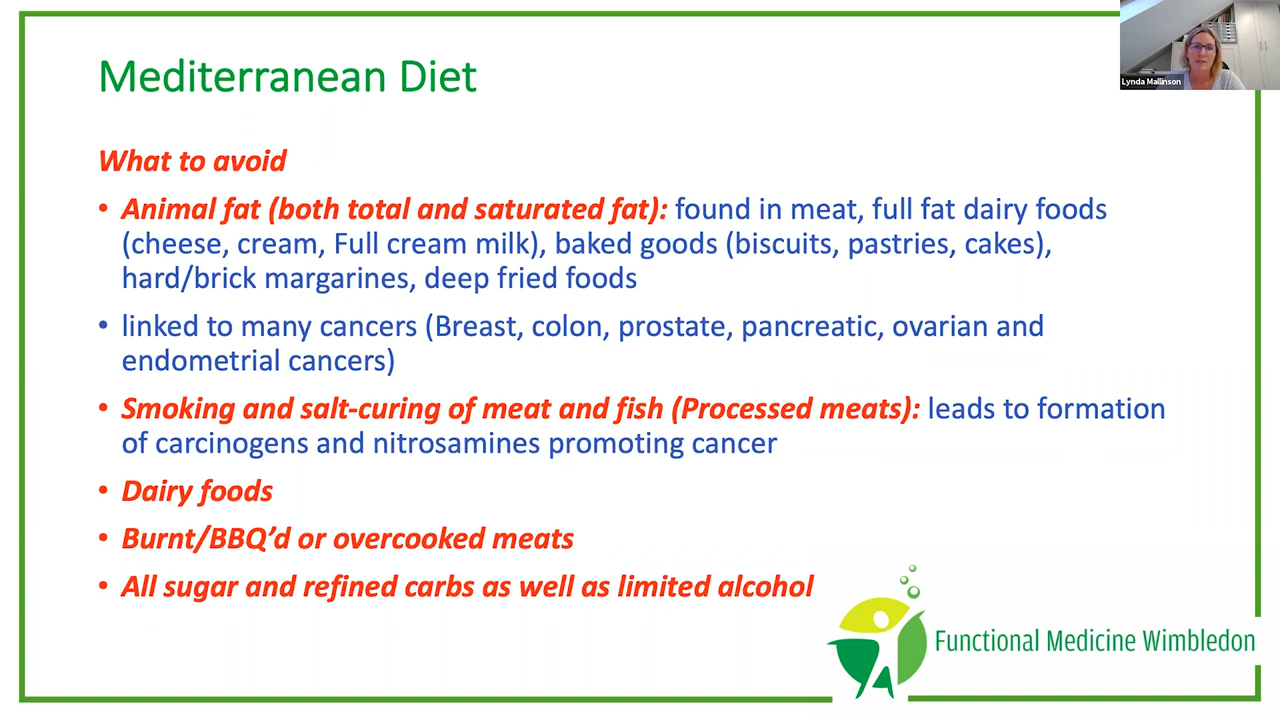 Lynda Mallinson
Mediterranean Diet
What to avoid
• Animal fat (both total and saturated fat): found in meat, full fat dairy foods
(cheese, cream, Full cream milk), baked goods (biscuits, pastries, cakes),
hard/brick margarines, deep fried foods
• linked to many cancers (Breast, colon, prostate, pancreatic, ovarian and
endometrial cancers)
• Smoking and salt-curing of meat and fish (Processed meats): leads to formation
of carcinogens and nitrosamines promoting cancer
• Dairy foods
• Burnt/BBQ’d or overcooked meats
• All sugar and refined carbs as well as limited alcohol
Functional Medicine Wimbledon